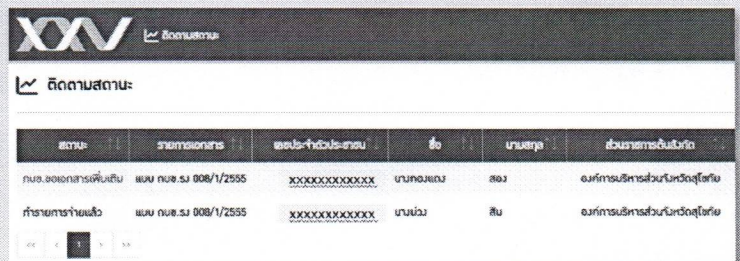 XXV ติดตามสถานะ
ติดตามสถานะ
สถานะ รายการเอกสาร เลขประจำตัวประชาชน ชื่อ นามสกุล ส่วนราชการต้นสังกัด
กบข.ขอเอกสารเพิ่มเติม แบบ กบข.รง 008/1/2555 xxxxxxxxxxxxx นางทองแดง สอง องค์การบริหารส่วนจังหวัดสุโขทัย
ทำรายการจ่ายแล้ว แบบ กบข.รง 008/1/2555 xxxxxxxxxxxxx นางม่วง สิน องค์การบริหารส่วนจังหวัดสุโขทัย
<< < 1 > >>